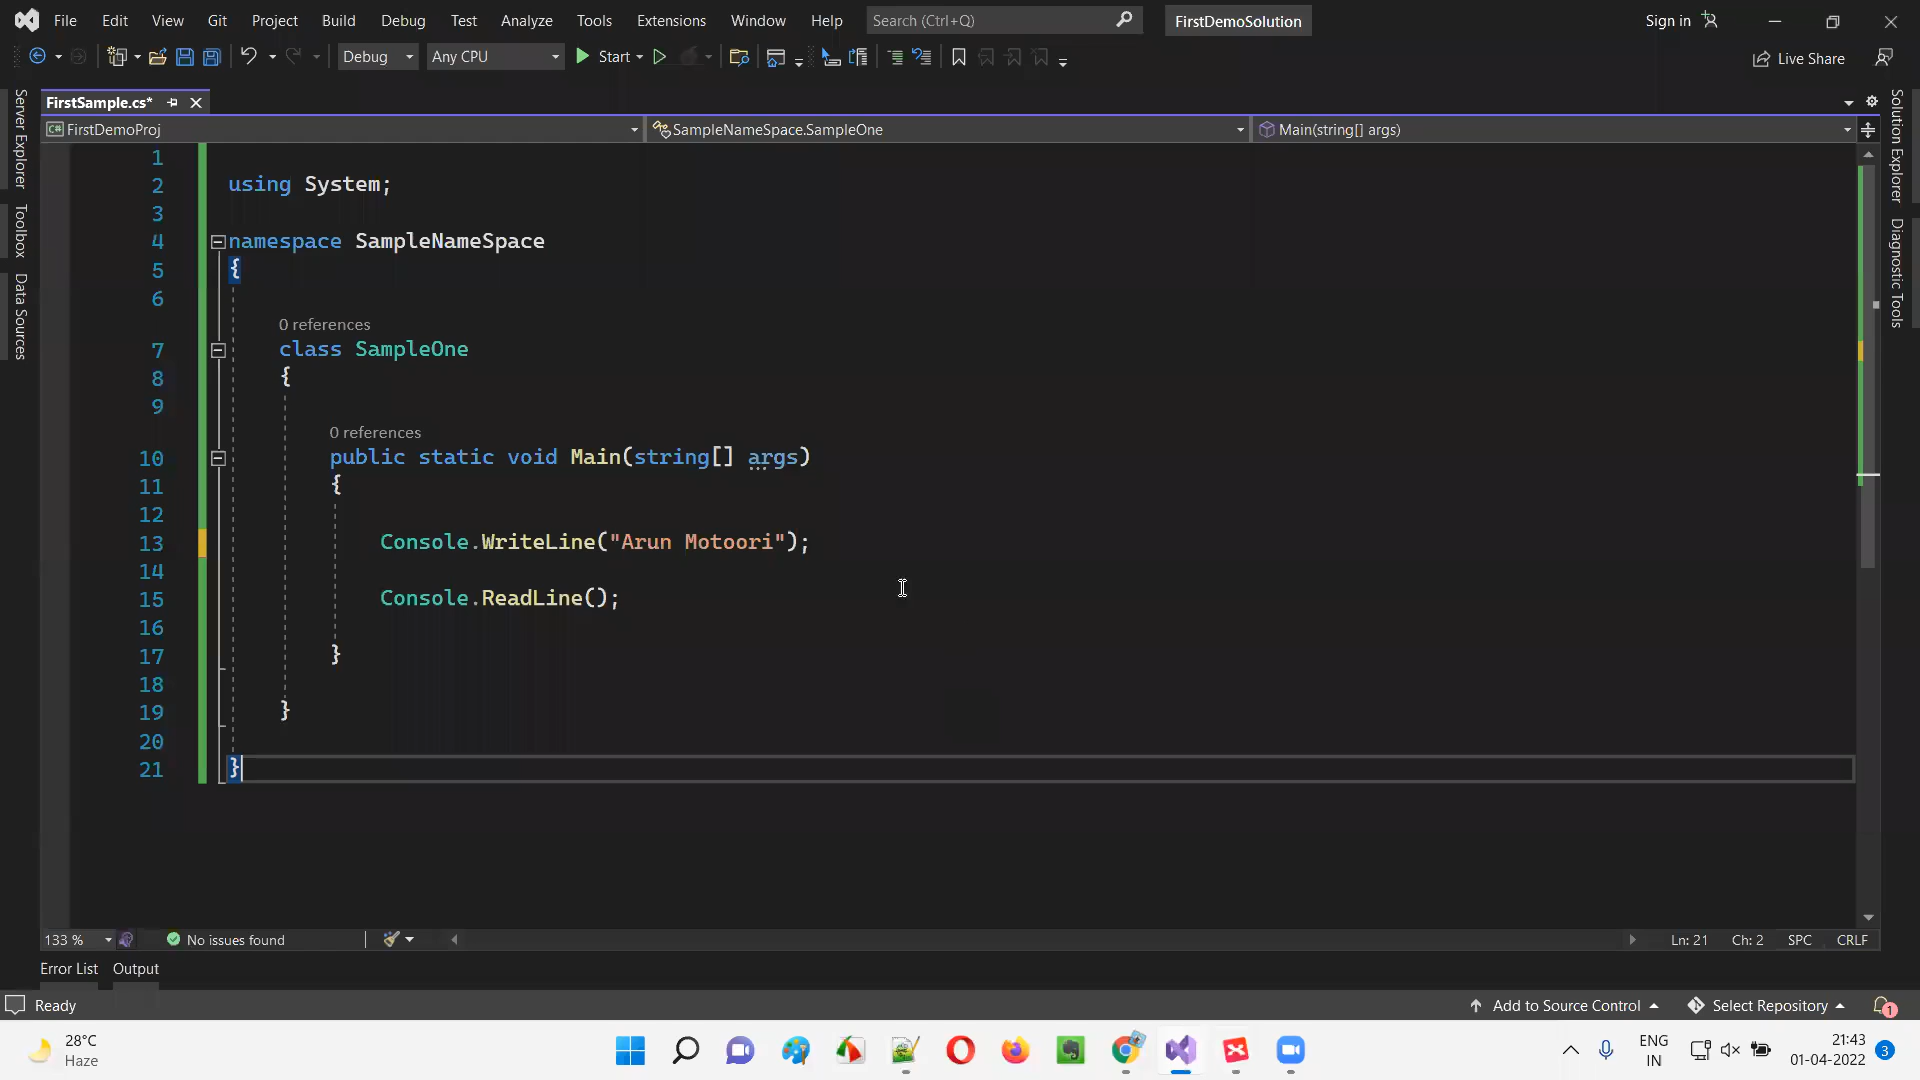 File Edit View Git Project Build Debug Test Analyze Tools Extensions Window Help Search (Ctrl+Q) FirstDemoSolution Sign in
Debug Any CPU Start Live Share
Server Explorer
Toolbox
Data Sources
FirstSample.cs*
FirstDemoProj SampleNameSpace.SampleOne Main(string[] args)
1
2 using System;
3
4 namespace SampleNameSpace
5 {
6
0 references
7 class SampleOne
8 {
9
0 references
10 public static void Main(string[] args)
11 {
12
13 Console.WriteLine("Arun Motoori");
14
15 Console.ReadLine();
16
17 }
18
19 }
20
21 }
Solution Explorer
Diagnostic Tools
133 % No issues found Ln: 21 Ch: 2 SPC CRLF
Error List Output
Ready Add to Source Control Select Repository 1
28°C
Haze
ENG
IN
21:43
01-04-2022
3